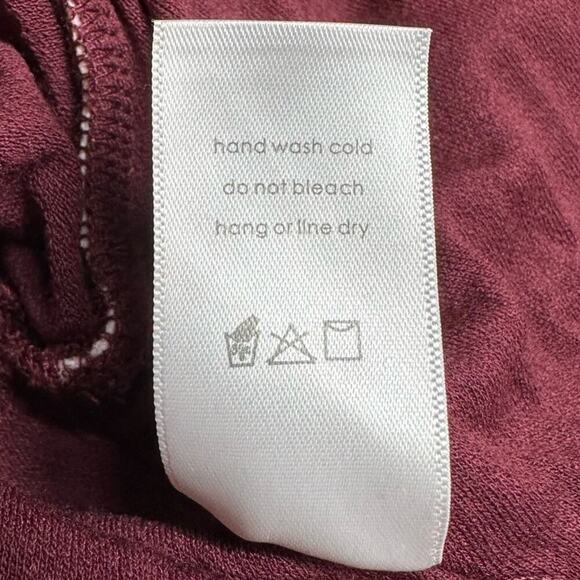 hand wash cold
do not bleach
hang or line dry